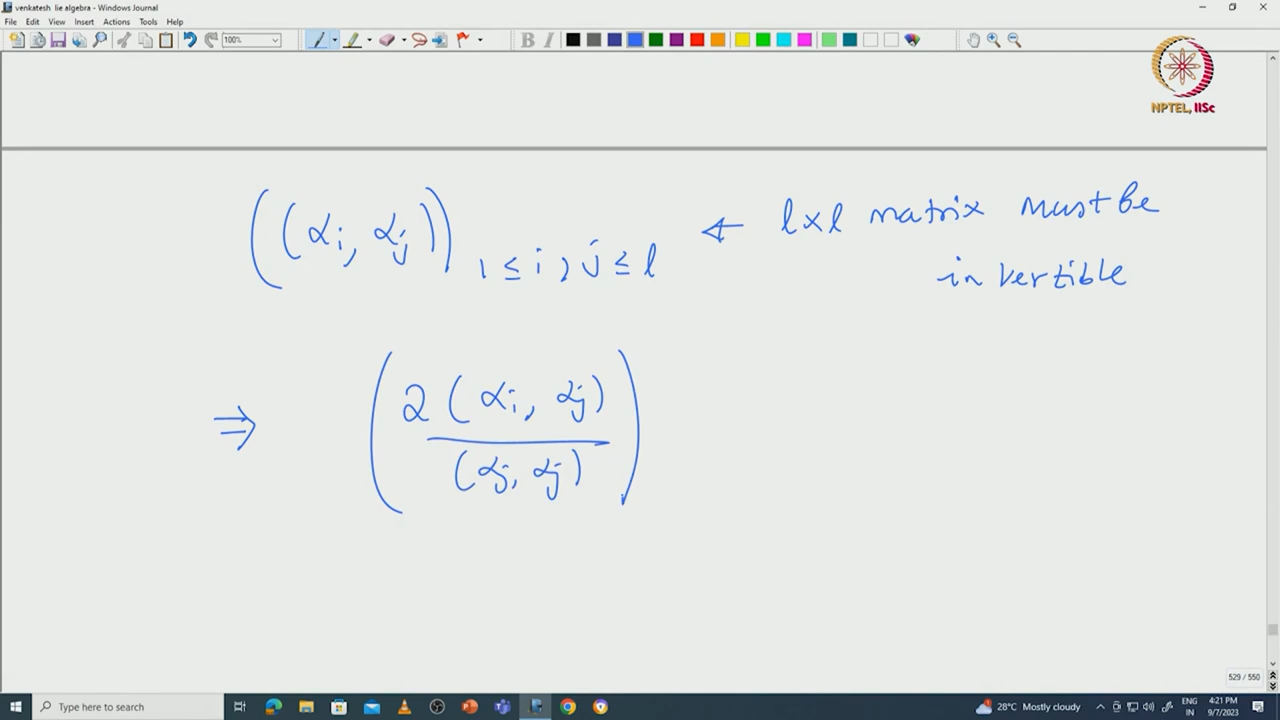 venkatesh lie algebra - Windows Journal
File Edit View Insert Actions Tools Help
100%
B I
NPTEL, IISc
((αi, αj)) 1 ≤ i, j ≤ l ← l×l matrix must be
invertible
⇒ (2(αi, αj) / (αj, αj))
529 / 550
Type here to search
28°C Mostly cloudy
ENG
IN
4:21 PM
9/7/2023